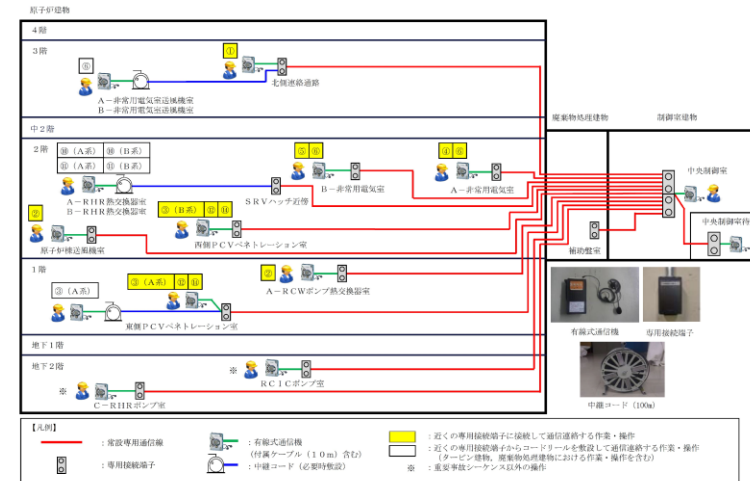 原子炉建物
4階
3階
①
⑥
北側連絡通路
A－非常用電気室送風機室
B－非常用電気室送風機室
廃棄物処理建物
制御室建物
中2階
2階
⑩（A系） ⑩（B系）
⑪（A系） ⑪（B系）
⑤ ⑥
④ ⑥
中央制御室
B－非常用電気室
A－非常用電気室
A－RHR熱交換器室
B－RHR熱交換器室
SRVハッチ近傍
②
③（B系） ⑫ ⑭
西側PCVペネトレーション室
原子炉棟送風機室
中央制御室待
補助盤室
1階
②
③（A系）
③（A系） ⑫ ⑭
A－RCWポンプ熱交換器室
東側PCVペネトレーション室
有線式通信機
専用接続端子
地下1階
地下2階
※
RCICポンプ室
※
C－RHRポンプ室
中継コード（100m）
【凡例】
：常設専用通信線
：有線式通信機
（付属ケーブル（10m）含む）
：近くの専用接続端子に接続して通信連絡する作業・操作
：専用接続端子
：中継コード（必要時敷設）
：近くの専用接続端子からコードリールを敷設して通信連絡する作業・操作
（タービン建物，廃棄物処理建物における作業・操作を含む）
※ ：重要事故シーケンス以外の操作